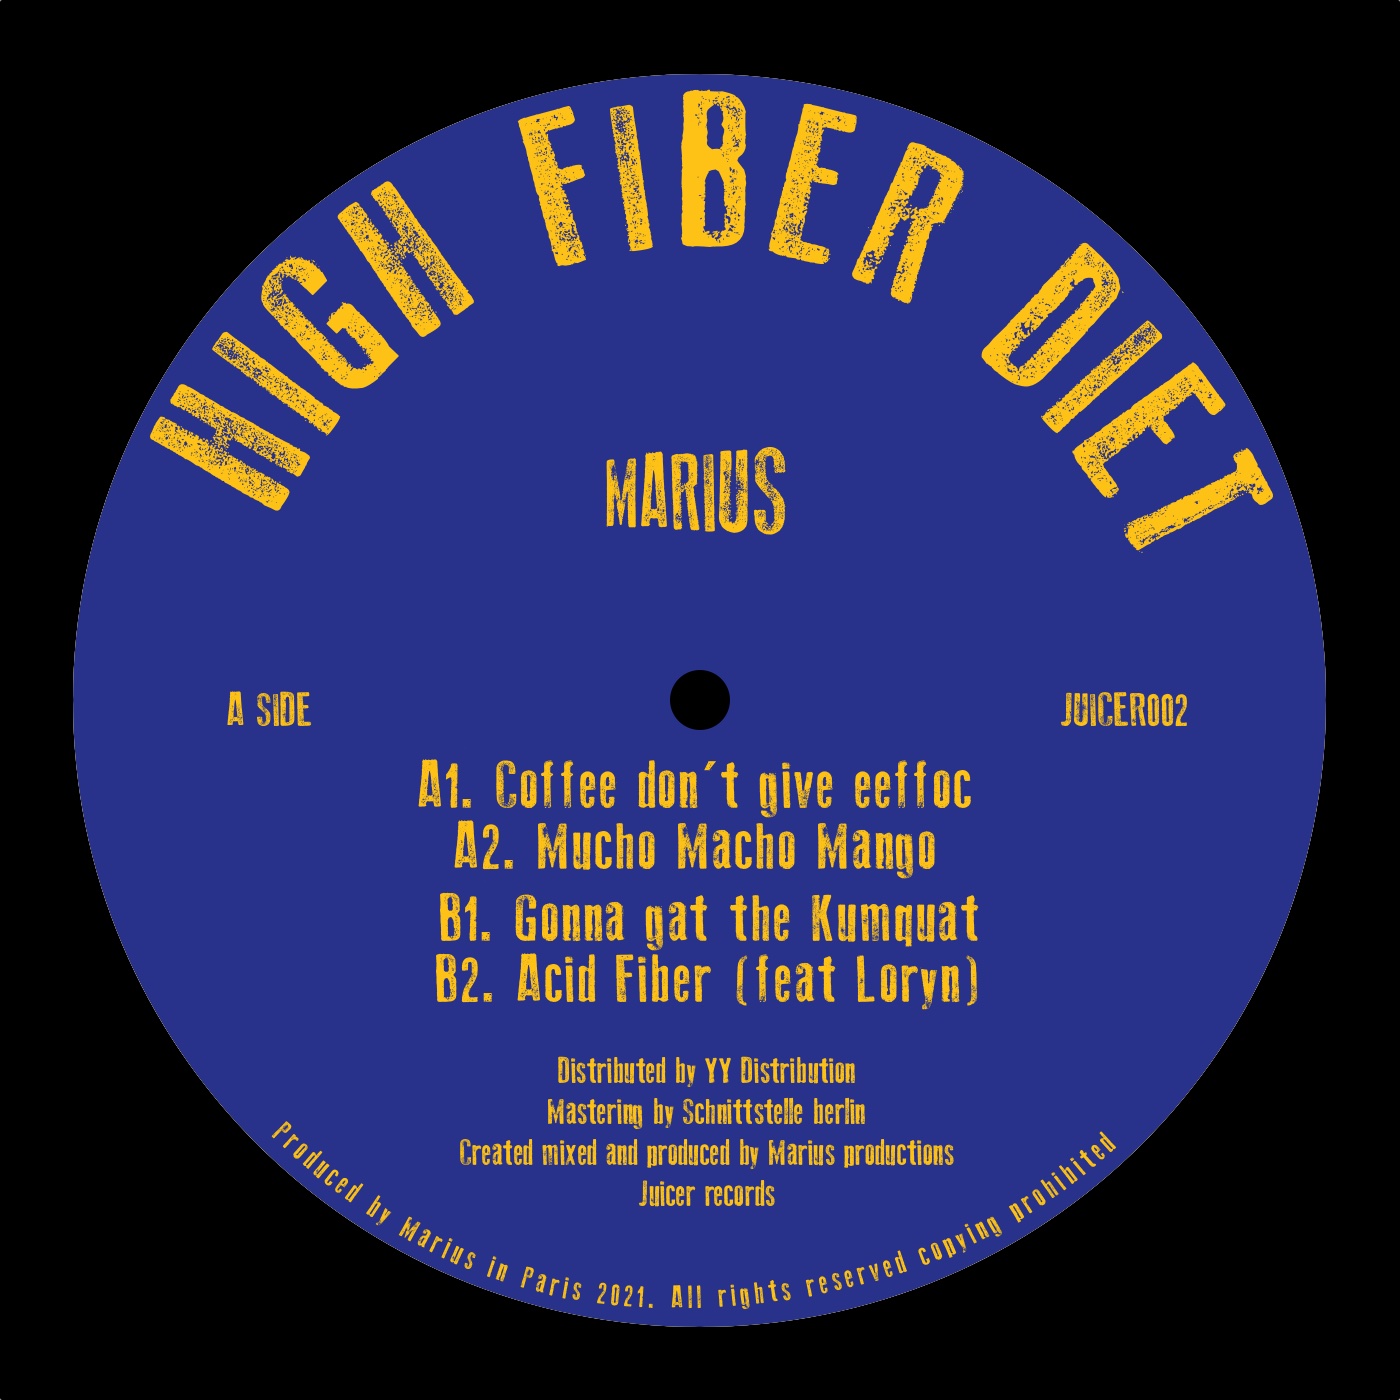 HIGH FIBER DIET
MARIUS
A SIDE
JUICER002
A1. Coffee don´t give eeffoc
A2. Mucho Macho Mango
B1. Gonna gat the Kumquat
B2. Acid Fiber (feat Loryn)
Distributed by YY Distribution
Mastering by Schnittstelle berlin
Created mixed and produced by Marius productions
Juicer records
Produced by Marius in Paris 2021. All rights reserved copying prohibited